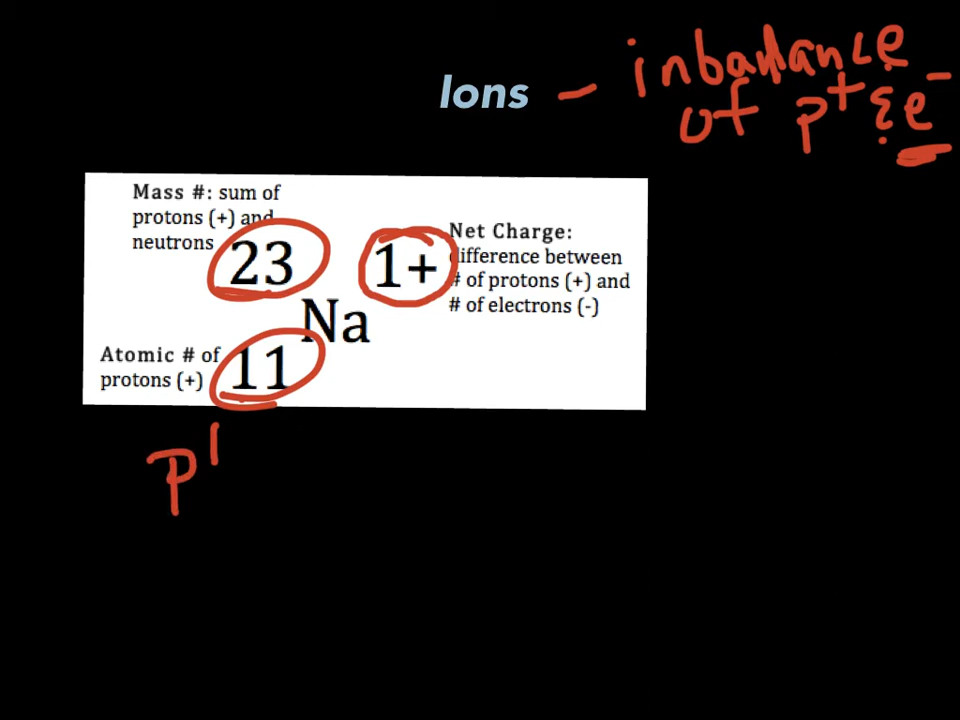 Ions – inbalance
of p+ & e-
Mass #: sum of
protons (+) and
neutrons
23
1+
Net Charge:
difference between
# of protons (+) and
# of electrons (-)
Na
Atomic # of
protons (+)
11
p